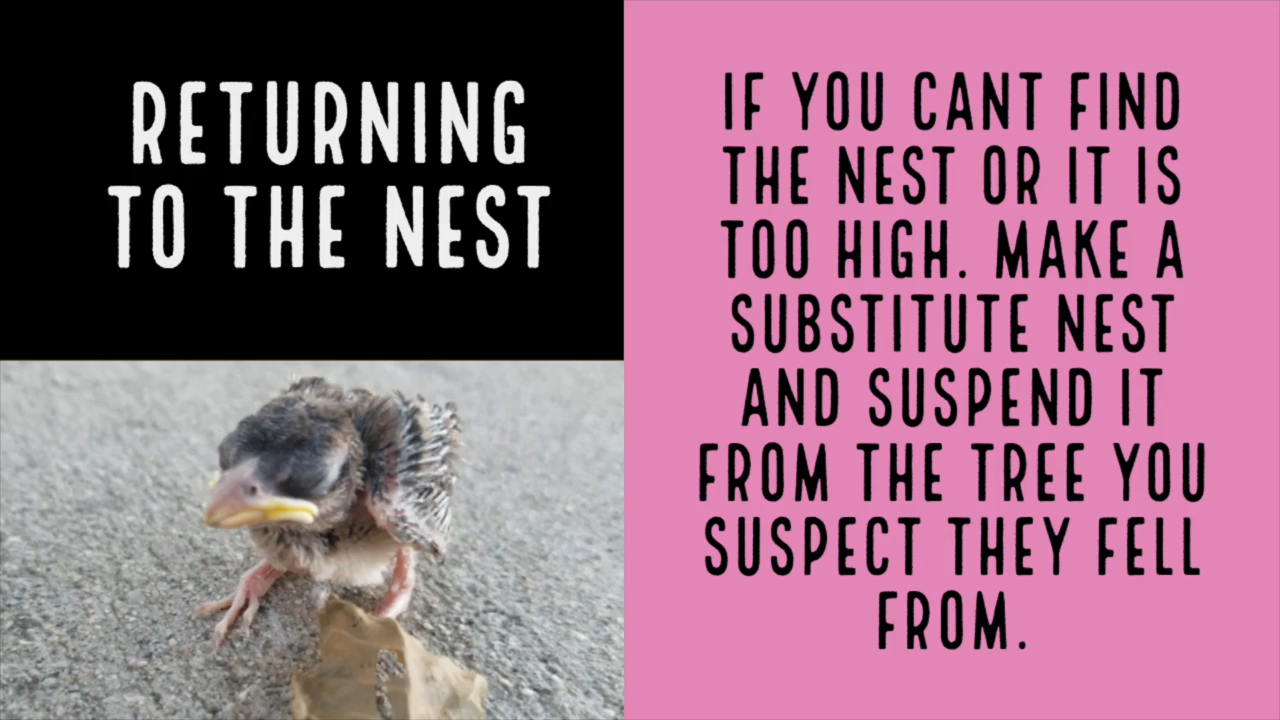 RETURNING
TO THE NEST
IF YOU CANT FIND
THE NEST OR IT IS
TOO HIGH. MAKE A
SUBSTITUTE NEST
AND SUSPEND IT
FROM THE TREE YOU
SUSPECT THEY FELL
FROM.